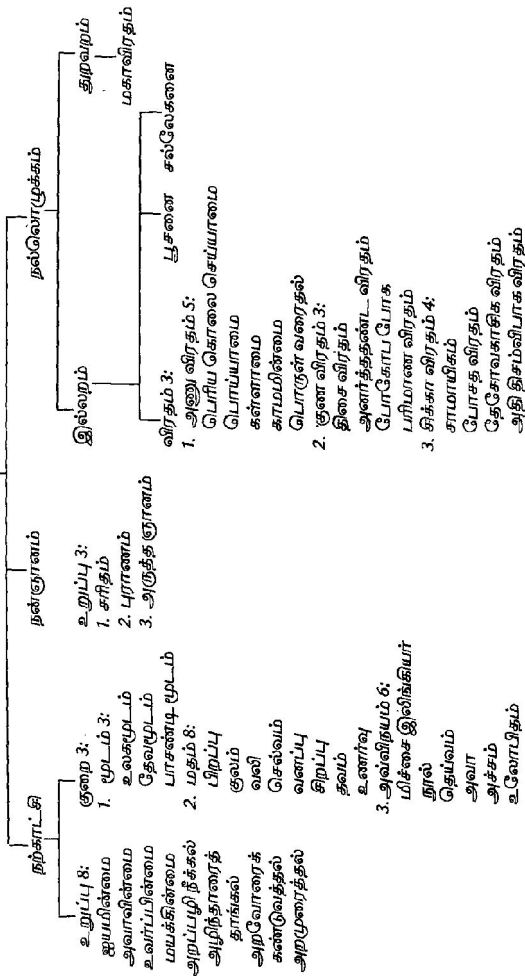 நற்காட்சி
உறுப்பு 8:
ஐயமின்மை
அவாவின்மை
உவர்ப்பின்மை
மயக்கின்மை
அறப்பழி நீக்கல்
அழிந்தாரைத்
தாங்கல்
அறவோரைக்
கண்டுவத்தல்
அறமுரைத்தல்
குறை 3:
1. மூடம் 3:
உலகமூடம்
தேவமூடம்
பாசண்டி மூடம்
2. மதம் 8:
பிறப்பு
குலம்
வலி
செல்வம்
வனப்பு
சிறப்பு
தவம்
உணர்வு
3. அவ்விநயம் 6:
மிச்சை இலிங்கியர்
நூல்
தெய்வம்
அவா
அச்சம்
உலோபிதம்
நன்ஞானம்
உறுப்பு 3:
1. சரிதம்
2. புராணம்
3. அருத்த ஞானம்
நல்லொழுக்கம்
இல்லறம்
விரதம் 3:
1. அணு விரதம் 5:
பெரிய கொலை செய்யாமை
பொய்யாமை
கள்ளாமை
காமமின்மை
பொருள் வரைதல்
2. குண விரதம் 3:
திசை விரதம்
அனர்த்ததண்ட விரதம்
போகோப போக
பரிமாண விரதம்
3. சிக்கா விரதம் 4:
சாமாயிகம்
போசத விரதம்
தேசோவகாசிக விரதம்
அதி திசம்விபாக விரதம்
பூசனை
சல்லேகனை
துறவறம்
மகாவிரதம்